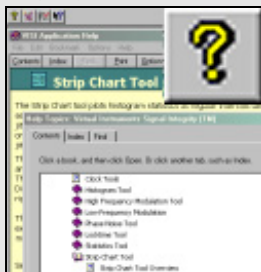 VISI Application Help
File Edit Bookmark Options Help
Contents Index Print Options
Strip Chart Tool
The Strip Chart tool plots histogram statistics at regular intervals
Help Topics: Virtual Instruments Signal Integrity (TM)
Contents Index Find
Click a book, and then click Open. Or click another tab, such as Index.
Clock Tools
Histogram Tool
High Frequency Modulation Tool
Low-Frequency Modulation
Phase Noise Tool
Locktime Tool
Statistics Tool
Strip Chart Tool
Strip Chart Tool Overview